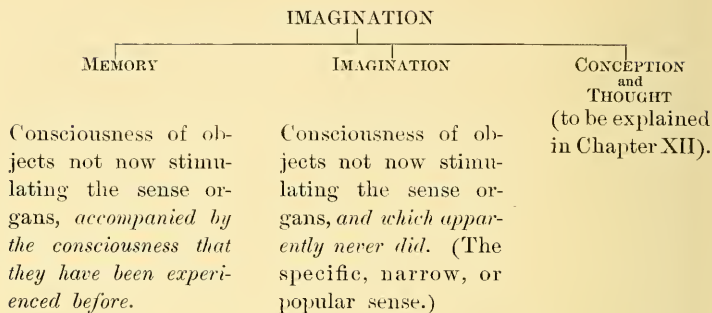 IMAGINATION
MEMORY
Consciousness of ob-
jects not now stimu-
lating the sense or-
gans, accompanied by
the consciousness that
they have been experi-
enced before.
IMAGINATION
Consciousness of ob-
jects not now stimu-
lating the sense or-
gans, and which appar-
ently never did. (The
specific, narrow, or
popular sense.)
CONCEPTION
and
THOUGHT
(to be explained
in Chapter XII).